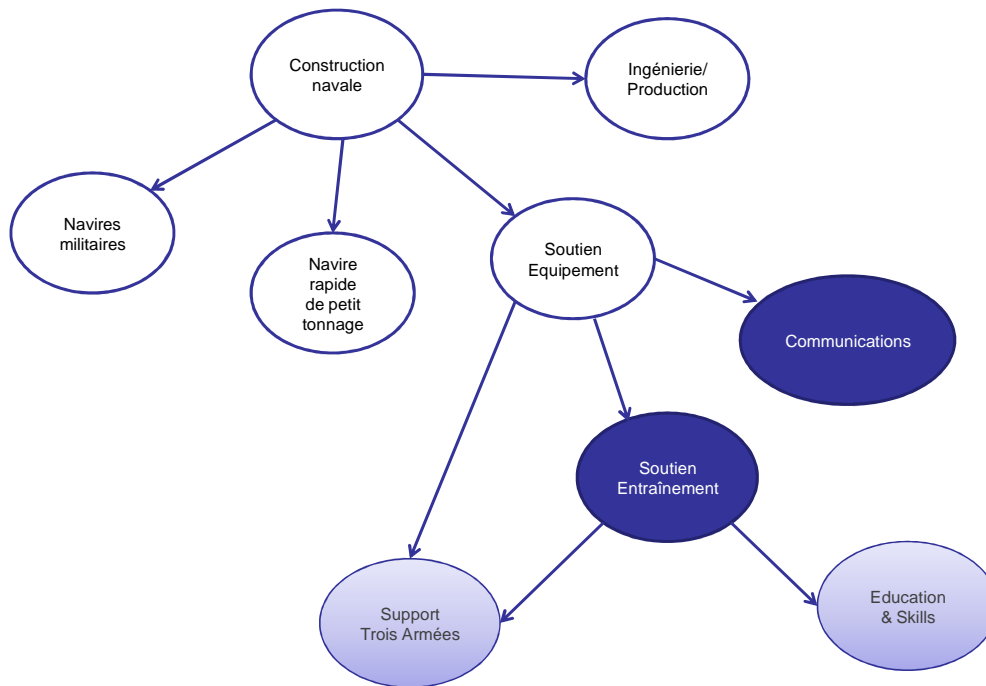 Construction
navale
Ingénierie/
Production
Navires
militaires
Navire
rapide
de petit
tonnage
Soutien
Equipement
Communications
Soutien
Entraînement
Support
Trois Armées
Education
& Skills